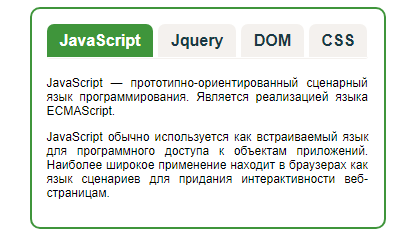 JavaScript Jquery DOM CSS
JavaScript — прототипно-ориентированный сценарный
язык программирования. Является реализацией языка
ECMAScript.
JavaScript обычно используется как встраиваемый язык
для программного доступа к объектам приложений.
Наиболее широкое применение находит в браузерах как
язык сценариев для придания интерактивности веб-
страницам.